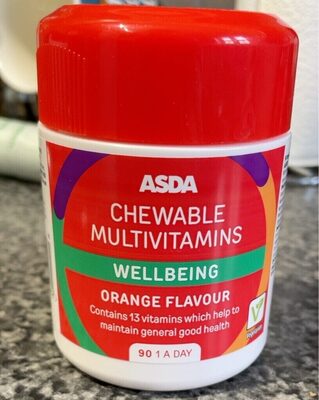 ASDA
CHEWABLE
MULTIVITAMINS
WELLBEING
ORANGE FLAVOUR
Contains 13 vitamins which help to
maintain general good health
90 1 A DAY